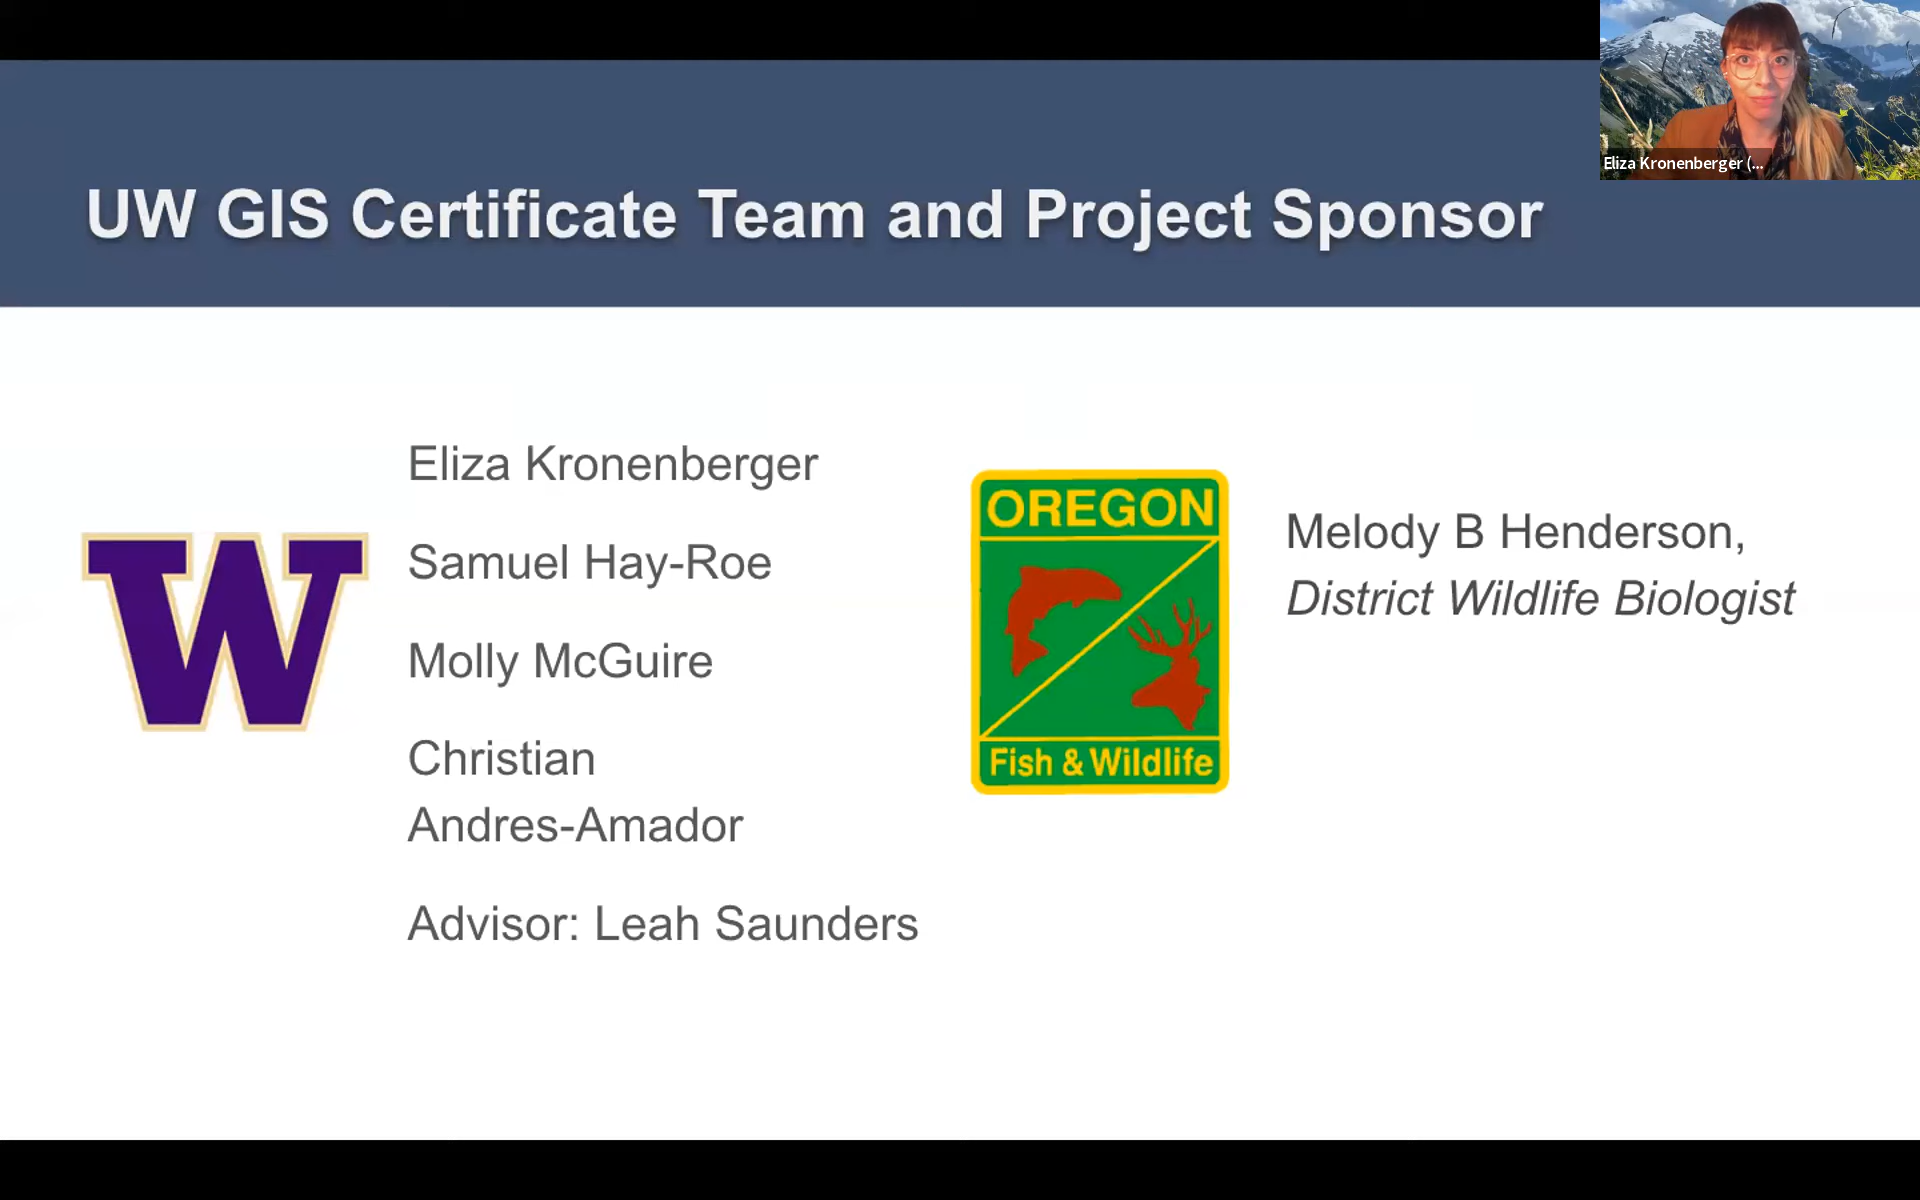 Eliza Kronenberger (...
UW GIS Certificate Team and Project Sponsor
Eliza Kronenberger
Samuel Hay-Roe
Molly McGuire
Christian
Andres-Amador
Advisor: Leah Saunders
W
OREGON
Fish & Wildlife
Melody B Henderson,
District Wildlife Biologist